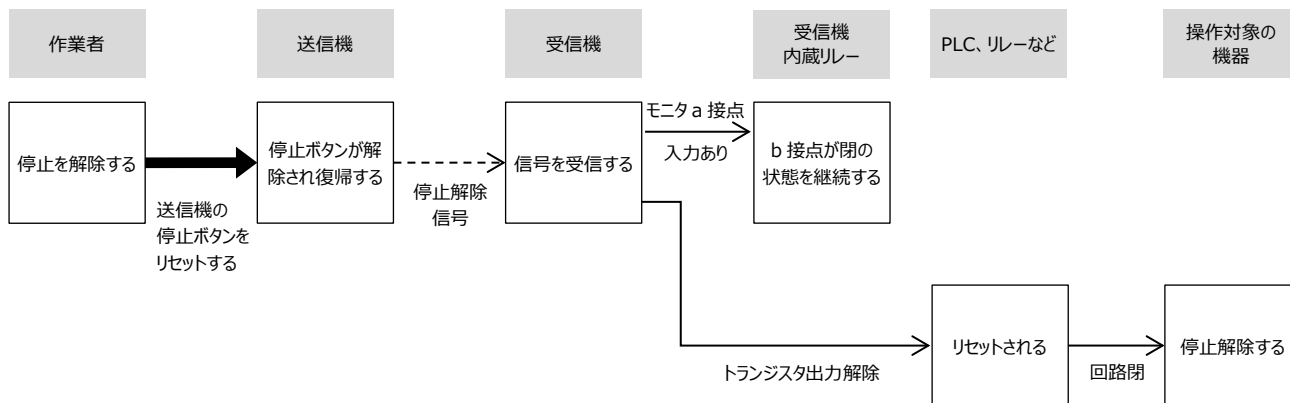 作業者
送信機
受信機
受信機
内蔵リレー
PLC、リレーなど
操作対象の
機器
停止を解除する
送信機の
停止ボタンを
リセットする
停止ボタンが解
除され復帰する
停止解除
信号
信号を受信する
モニタ a 接点
入力あり
b 接点が閉の
状態を継続する
トランジスタ出力解除
リセットされる
回路閉
停止解除する